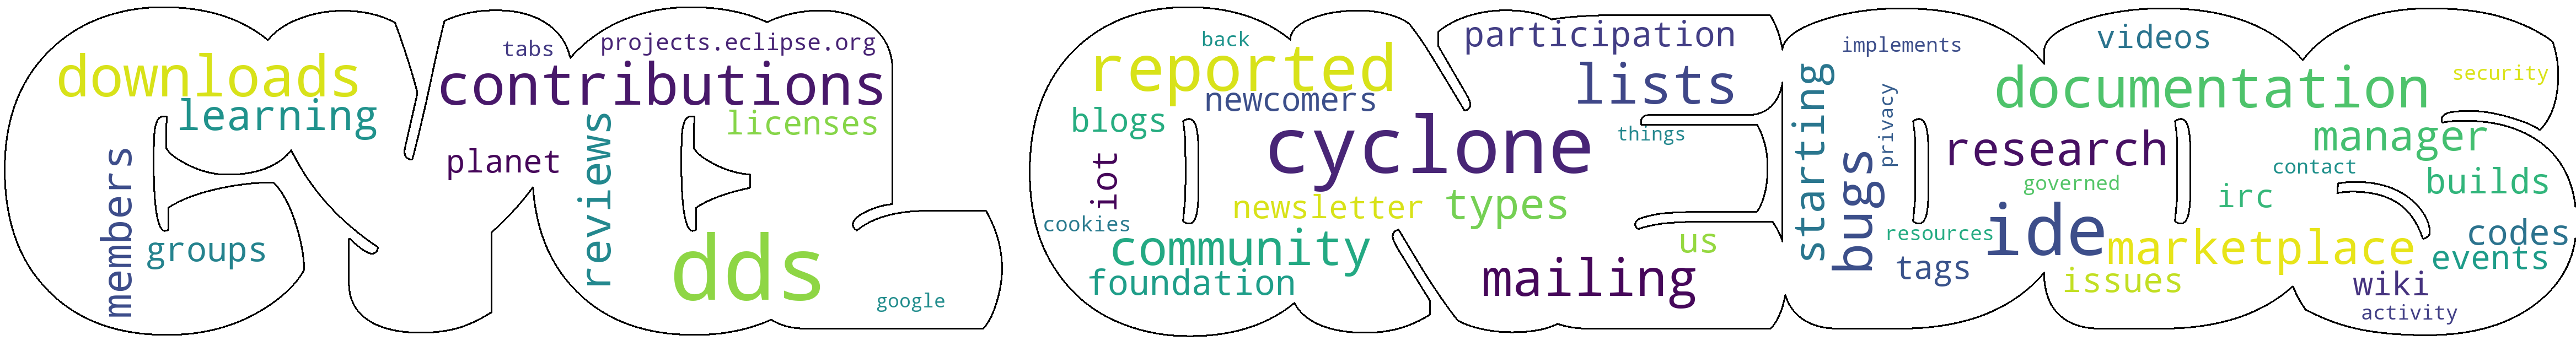 downloads
learning
members
groups
tabs
projects.eclipse.org
contributions
licenses
planet
reviews
dds
google
back
reported
newcomers
blogs
cyclone
iot
newsletter
types
cookies
community
foundation
participation
lists
things
us
mailing
implements
starting
privacy
bugs
resources
tags
videos
documentation
security
research
manager
contact
governed
irc
builds
ide
marketplace
codes
events
issues
wiki
activity